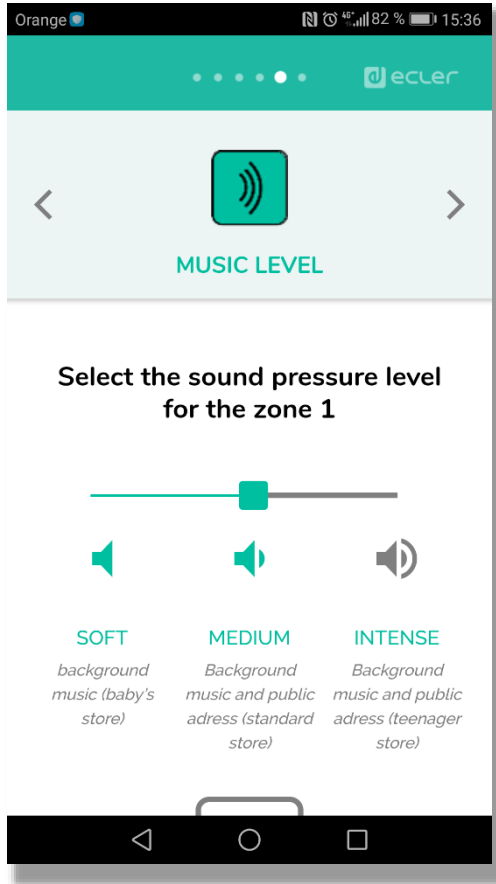 Orange 4G+ 82 % 15:36
ecler
MUSIC LEVEL
Select the sound pressure level
for the zone 1
SOFT
background
music (baby's
store)
MEDIUM
Background
music and public
adress (standard
store)
INTENSE
Background
music and public
adress (teenager
store)